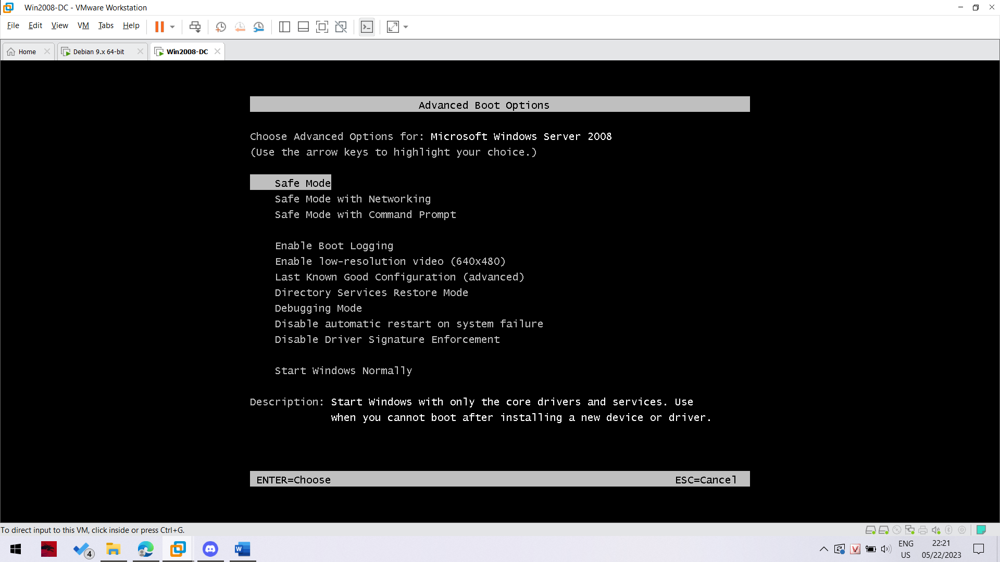 Win2008-DC - VMware Workstation
File Edit View VM Tabs Help
Home Debian 9.x 64-bit Win2008-DC
Advanced Boot Options
Choose Advanced Options for: Microsoft Windows Server 2008
(Use the arrow keys to highlight your choice.)
Safe Mode
Safe Mode with Networking
Safe Mode with Command Prompt
Enable Boot Logging
Enable low-resolution video (640x480)
Last Known Good Configuration (advanced)
Directory Services Restore Mode
Debugging Mode
Disable automatic restart on system failure
Disable Driver Signature Enforcement
Start Windows Normally
Description: Start Windows with only the core drivers and services. Use
when you cannot boot after installing a new device or driver.
ENTER=Choose ESC=Cancel
To direct input to this VM, click inside or press Ctrl+G.
4
W
V
ENG
US
22:21
05/22/2023